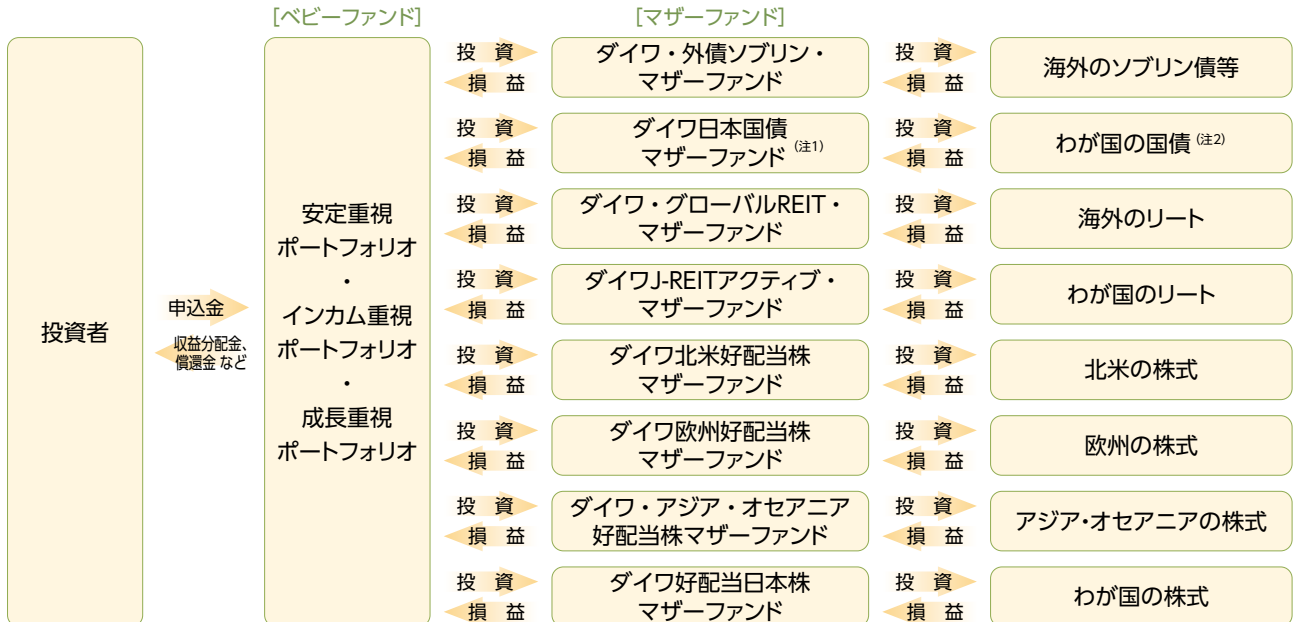 [ベビーファンド]
[マザーファンド]
投資者
申込金
収益分配金、
償還金 など
安定重視
ポートフォリオ
・
インカム重視
ポートフォリオ
・
成長重視
ポートフォリオ
投 資
損 益
ダイワ・外債ソブリン・
マザーファンド
投 資
損 益
海外のソブリン債等
投 資
損 益
ダイワ日本国債
マザーファンド (注1)
投 資
損 益
わが国の国債 (注2)
投 資
損 益
ダイワ・グローバルREIT・
マザーファンド
投 資
損 益
海外のリート
投 資
損 益
ダイワJ-REITアクティブ・
マザーファンド
投 資
損 益
わが国のリート
投 資
損 益
ダイワ北米好配当株
マザーファンド
投 資
損 益
北米の株式
投 資
損 益
ダイワ欧州好配当株
マザーファンド
投 資
損 益
欧州の株式
投 資
損 益
ダイワ・アジア・オセアニア
好配当株マザーファンド
投 資
損 益
アジア・オセアニアの株式
投 資
損 益
ダイワ好配当日本株
マザーファンド
投 資
損 益
わが国の株式